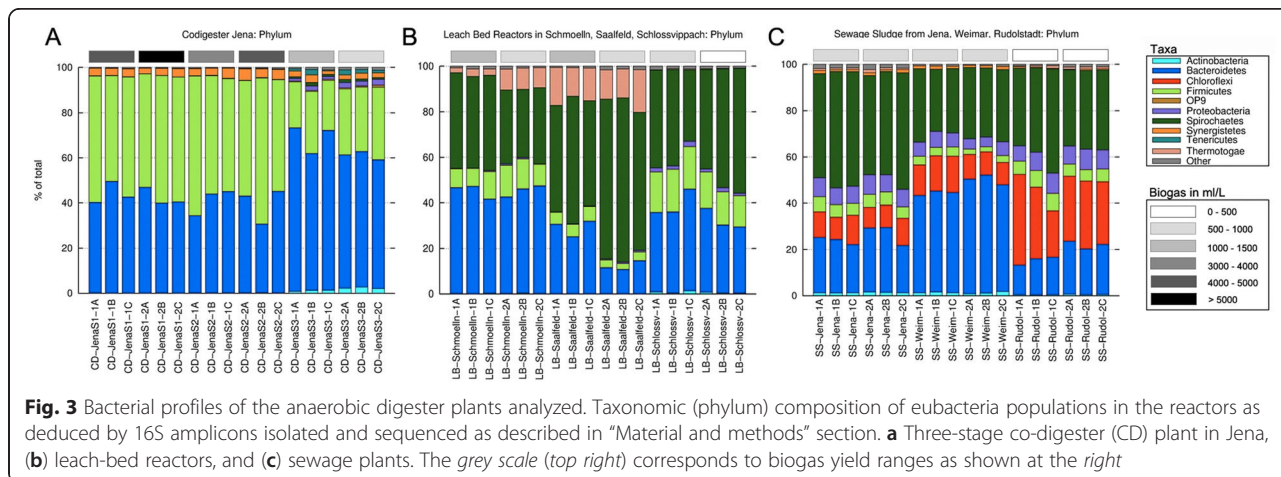 A
Codigester Jena: Phylum
% of total
100
80
60
40
20
0
CD-JenaS1-1A
CD-JenaS1-1B
CD-JenaS1-1C
CD-JenaS1-2A
CD-JenaS1-2B
CD-JenaS1-2C
CD-JenaS2-1A
CD-JenaS2-1B
CD-JenaS2-1C
CD-JenaS2-2A
CD-JenaS2-2B
CD-JenaS2-2C
CD-JenaS3-1A
CD-JenaS3-1B
CD-JenaS3-1C
CD-JenaS3-2A
CD-JenaS3-2B
CD-JenaS3-2C
B
Leach Bed Reactors in Schmoelln, Saalfeld, Schlossvippach: Phylum
100
80
60
40
20
0
LB-Schmoelln-1A
LB-Schmoelln-1B
LB-Schmoelln-1C
LB-Schmoelln-2A
LB-Schmoelln-2B
LB-Schmoelln-2C
LB-Saalfeld-1A
LB-Saalfeld-1B
LB-Saalfeld-1C
LB-Saalfeld-2A
LB-Saalfeld-2B
LB-Saalfeld-2C
LB-Schlossv-1A
LB-Schlossv-1B
LB-Schlossv-1C
LB-Schlossv-2A
LB-Schlossv-2B
LB-Schlossv-2C
C
Sewage Sludge from Jena, Weimar, Rudolstadt: Phylum
100
80
60
40
20
0
SS-Jena-1A
SS-Jena-1B
SS-Jena-1C
SS-Jena-2A
SS-Jena-2B
SS-Jena-2C
SS-Weim-1A
SS-Weim-1B
SS-Weim-1C
SS-Weim-2A
SS-Weim-2B
SS-Weim-2C
SS-Rudol-1A
SS-Rudol-1B
SS-Rudol-1C
SS-Rudol-2A
SS-Rudol-2B
SS-Rudol-2C
Taxa
Actinobacteria
Bacteroidetes
Chloroflexi
Firmicutes
OP9
Proteobacteria
Spirochaetes
Synergistetes
Tenericutes
Thermotogae
Other
Biogas in ml/L
0 - 500
500 - 1000
1000 - 1500
3000 - 4000
4000 - 5000
> 5000
Fig. 3 Bacterial profiles of the anaerobic digester plants analyzed. Taxonomic (phylum) composition of eubacteria populations in the reactors as
deduced by 16S amplicons isolated and sequenced as described in “Material and methods” section. a Three-stage co-digester (CD) plant in Jena,
(b) leach-bed reactors, and (c) sewage plants. The grey scale (top right) corresponds to biogas yield ranges as shown at the right